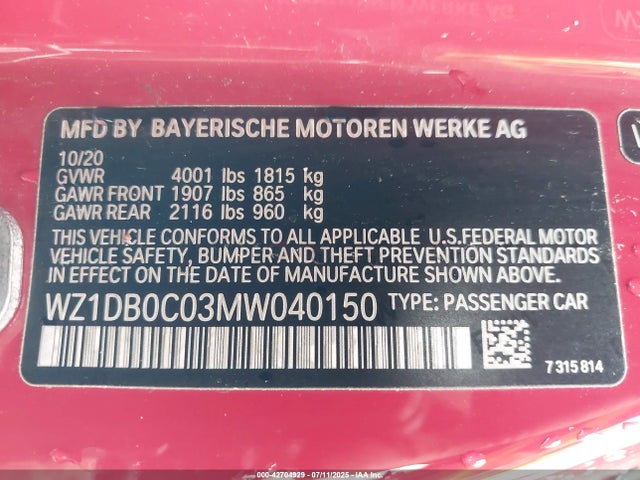 MFD BY BAYERISCHE MOTOREN WERKE AG
10/20
GVWR 4001 lbs 1815 kg
GAWR FRONT 1907 lbs 865 kg
GAWR REAR 2116 lbs 960 kg
THIS VEHICLE CONFORMS TO ALL APPLICABLE U.S.FEDERAL MOTOR
VEHICLE SAFETY, BUMPER AND THEFT PREVENTION STANDARDS
IN EFFECT ON THE DATE OF MANUFACTURE SHOWN ABOVE.
WZ1DB0C03MW040150 TYPE: PASSENGER CAR
7 315 814
000-42704929 - 07/11/2025 - IAA Inc.